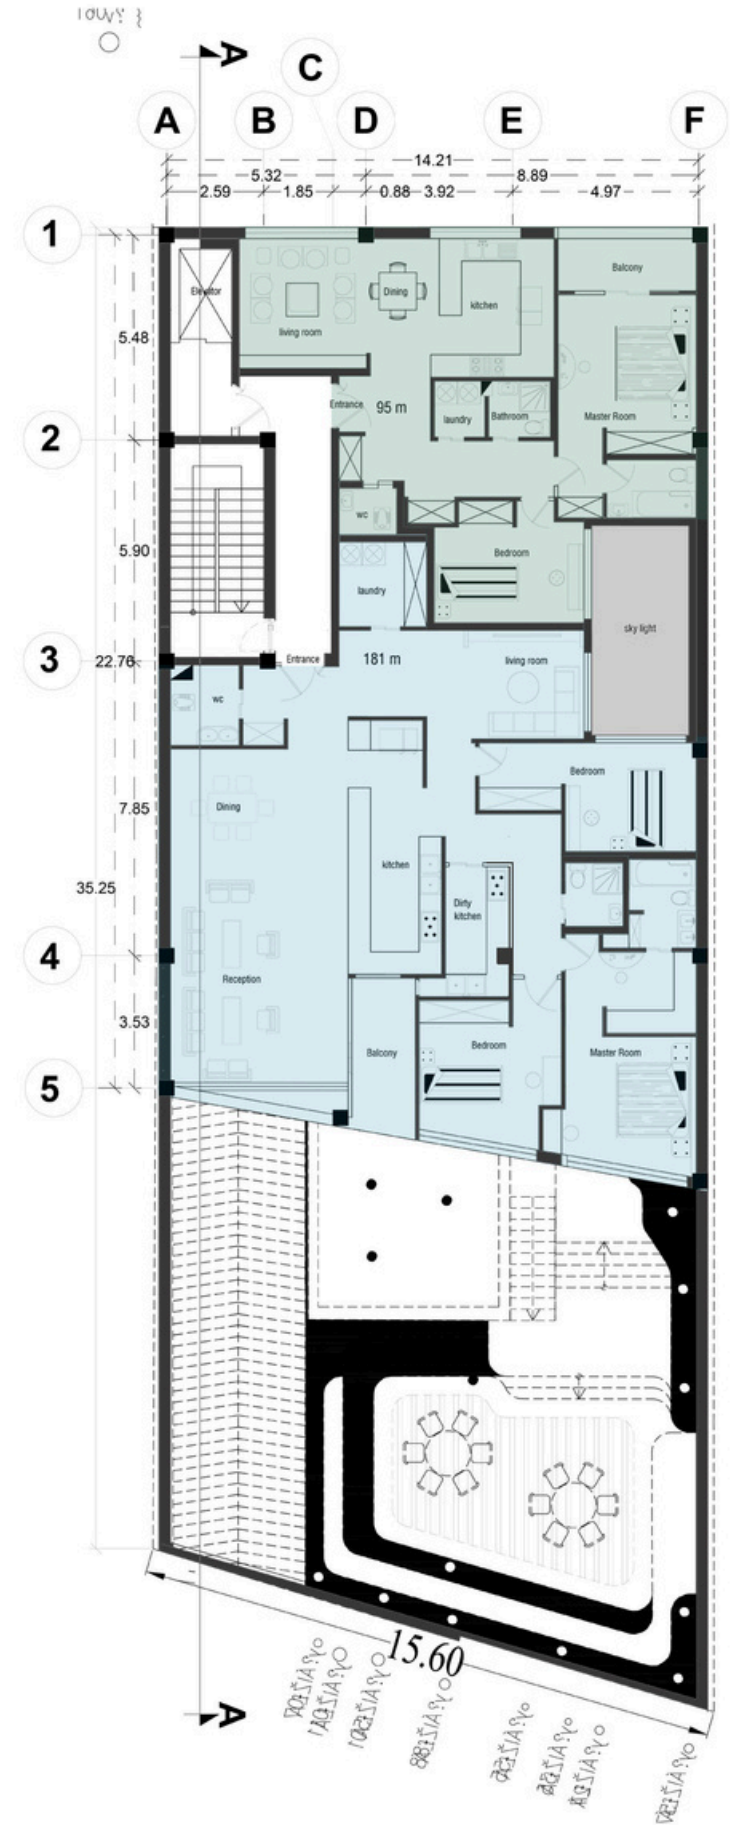 A
C
A B D E F
14.21
5.32 8.89
2.59 1.85 0.88 3.92 4.97
1
Balcony
Elevator
Dining
kitchen
living room
5.48
Entrance
95 m
laundry
Bathroom
Master Room
2
wc
5.90
Bedroom
laundry
sky light
3
22.76
Entrance
181 m
living room
wc
Bedroom
Dining
7.85
kitchen
35.25
Dirty
kitchen
4
Reception
3.53
Bedroom
Balcony
Master Room
5
15.60
A